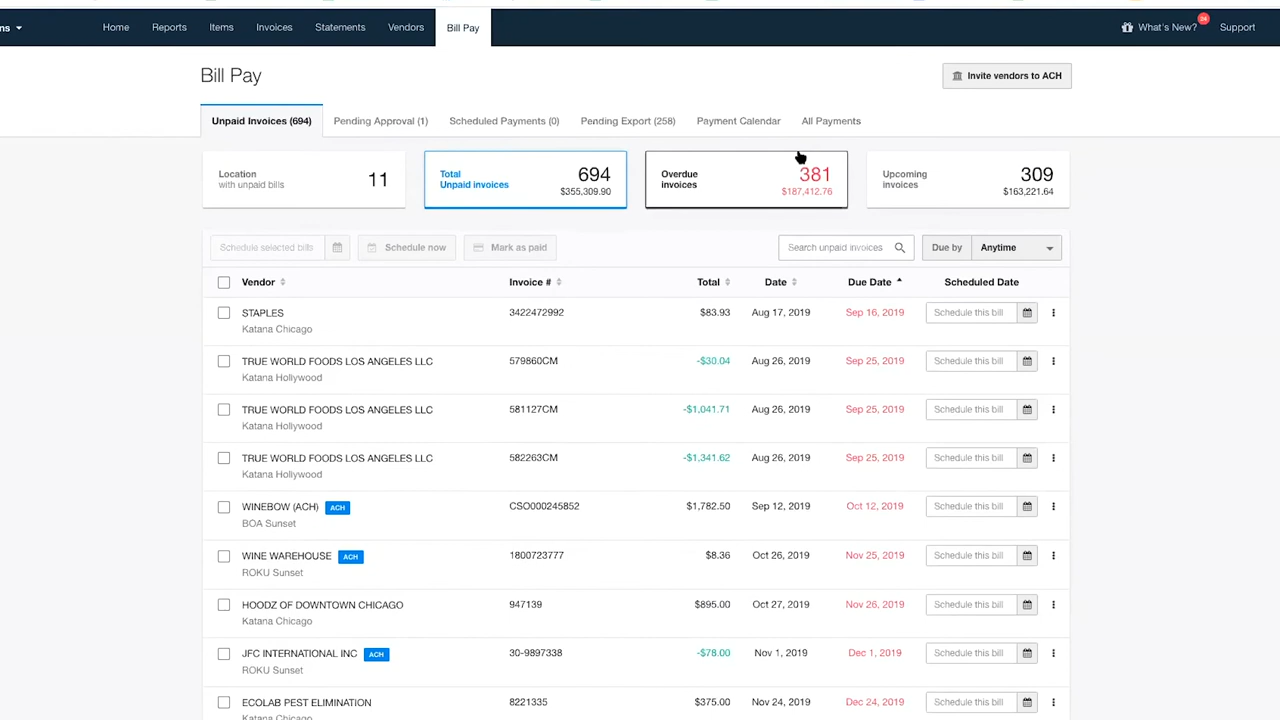 ns
Home Reports Items Invoices Statements Vendors Bill Pay What's New? Support
Bill Pay
Invite vendors to ACH
Unpaid Invoices (694) Pending Approval (1) Scheduled Payments (0) Pending Export (258) Payment Calendar All Payments
Location
with unpaid bills
11
Total
Unpaid invoices
694
$355,309.90
Overdue
invoices
381
$187,412.76
Upcoming
invoices
309
$163,221.64
Schedule selected bills Schedule now Mark as paid Search unpaid invoices Due by Anytime
Vendor Invoice # Total Date Due Date Scheduled Date
STAPLES 3422472992 $83.93 Aug 17, 2019 Sep 16, 2019 Schedule this bill
Katana Chicago
TRUE WORLD FOODS LOS ANGELES LLC 579860CM -$30.04 Aug 26, 2019 Sep 25, 2019 Schedule this bill
Katana Hollywood
TRUE WORLD FOODS LOS ANGELES LLC 581127CM -$1,041.71 Aug 26, 2019 Sep 25, 2019 Schedule this bill
Katana Hollywood
TRUE WORLD FOODS LOS ANGELES LLC 582263CM -$1,341.62 Aug 26, 2019 Sep 25, 2019 Schedule this bill
Katana Hollywood
WINEBOW (ACH) ACH CSO000245852 $1,782.50 Sep 12, 2019 Oct 12, 2019 Schedule this bill
BOA Sunset
WINE WAREHOUSE ACH 1800723777 $8.36 Oct 26, 2019 Nov 25, 2019 Schedule this bill
ROKU Sunset
HOODZ OF DOWNTOWN CHICAGO 947139 $895.00 Oct 27, 2019 Nov 26, 2019 Schedule this bill
Katana Chicago
JFC INTERNATIONAL INC ACH 30-9897338 -$78.00 Nov 1, 2019 Dec 1, 2019 Schedule this bill
ROKU Sunset
ECOLAB PEST ELIMINATION 8221335 $375.00 Nov 24, 2019 Dec 24, 2019 Schedule this bill
Katana Chicago